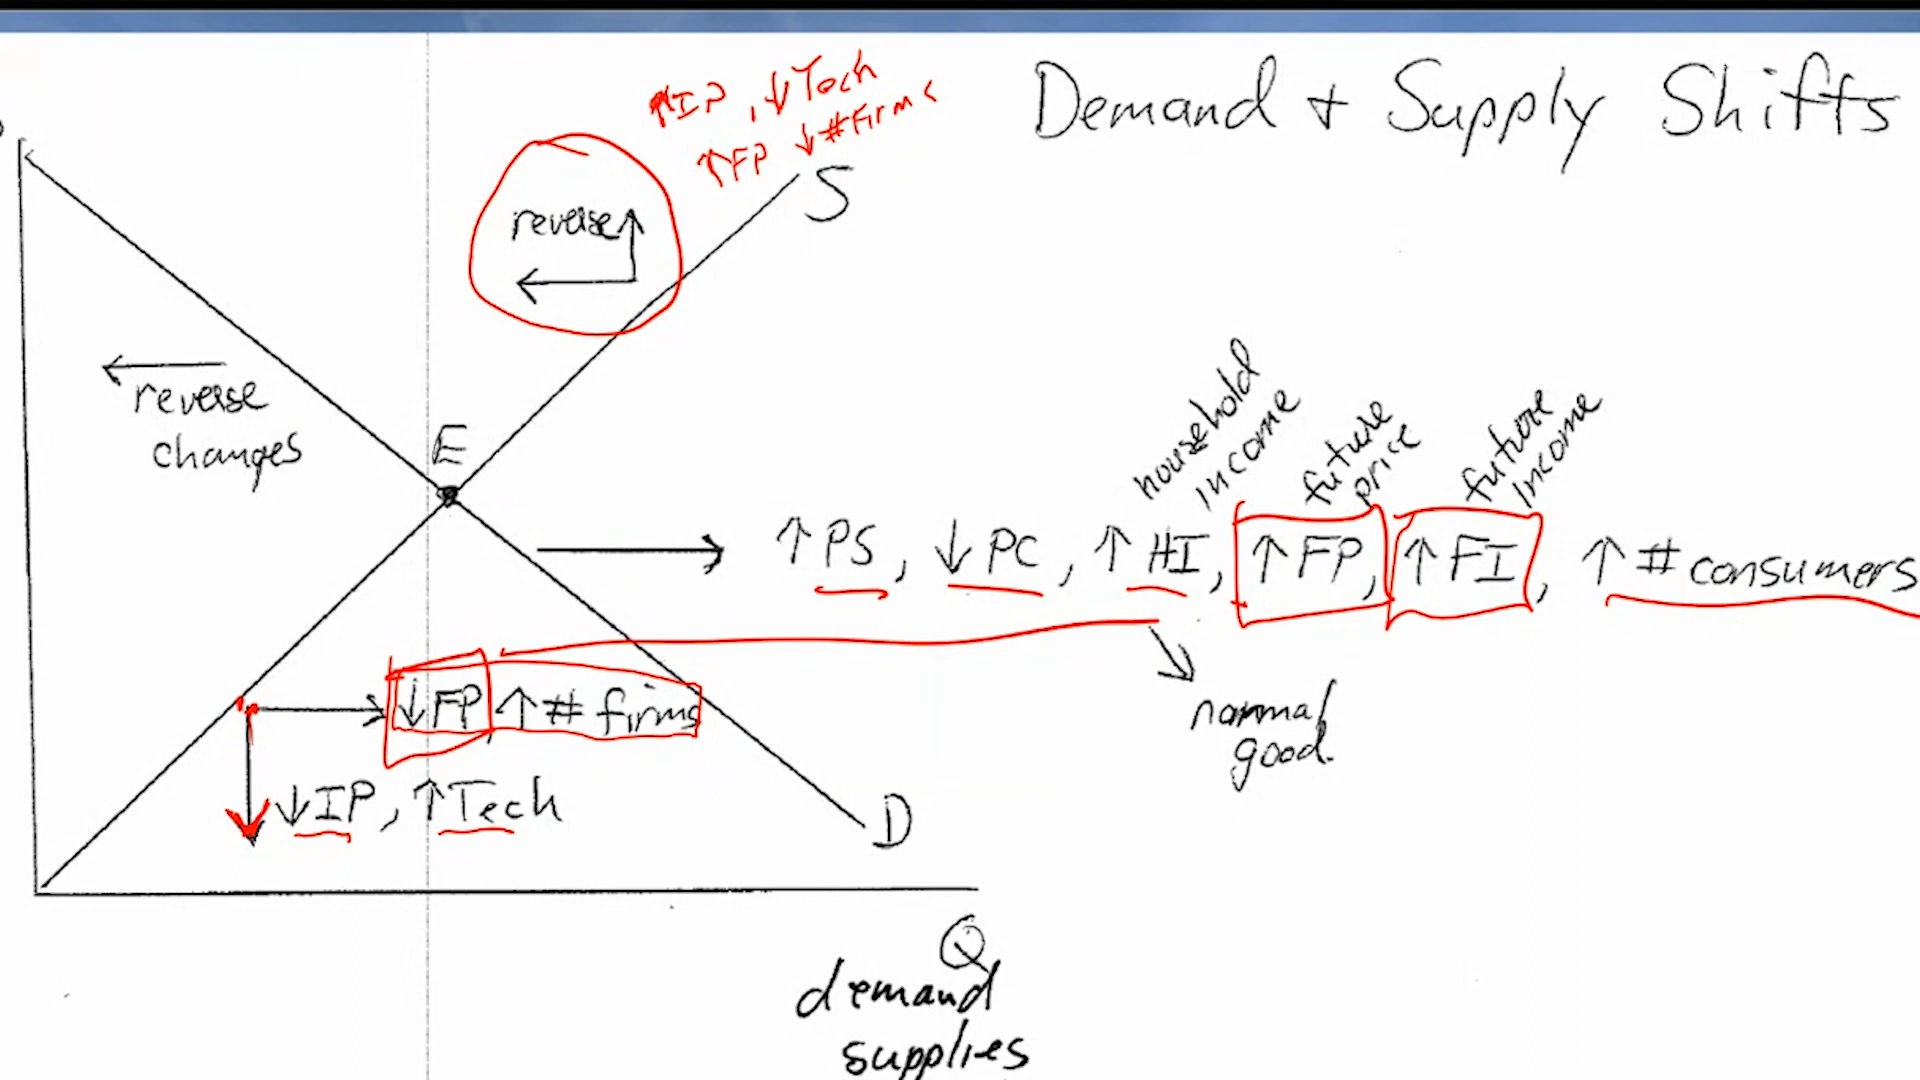 Demand + Supply Shifts
↑IP, ↓Tech
↑FP ↓#firms
S
reverse
reverse
changes
E
household
income
future
price
future
income
↑PS, ↓PC, ↑HI, ↑FP, ↑FI, ↑# consumers
normal
good.
↓FP ↑# firms
↓IP, ↑Tech
D
Q
demand
supplies